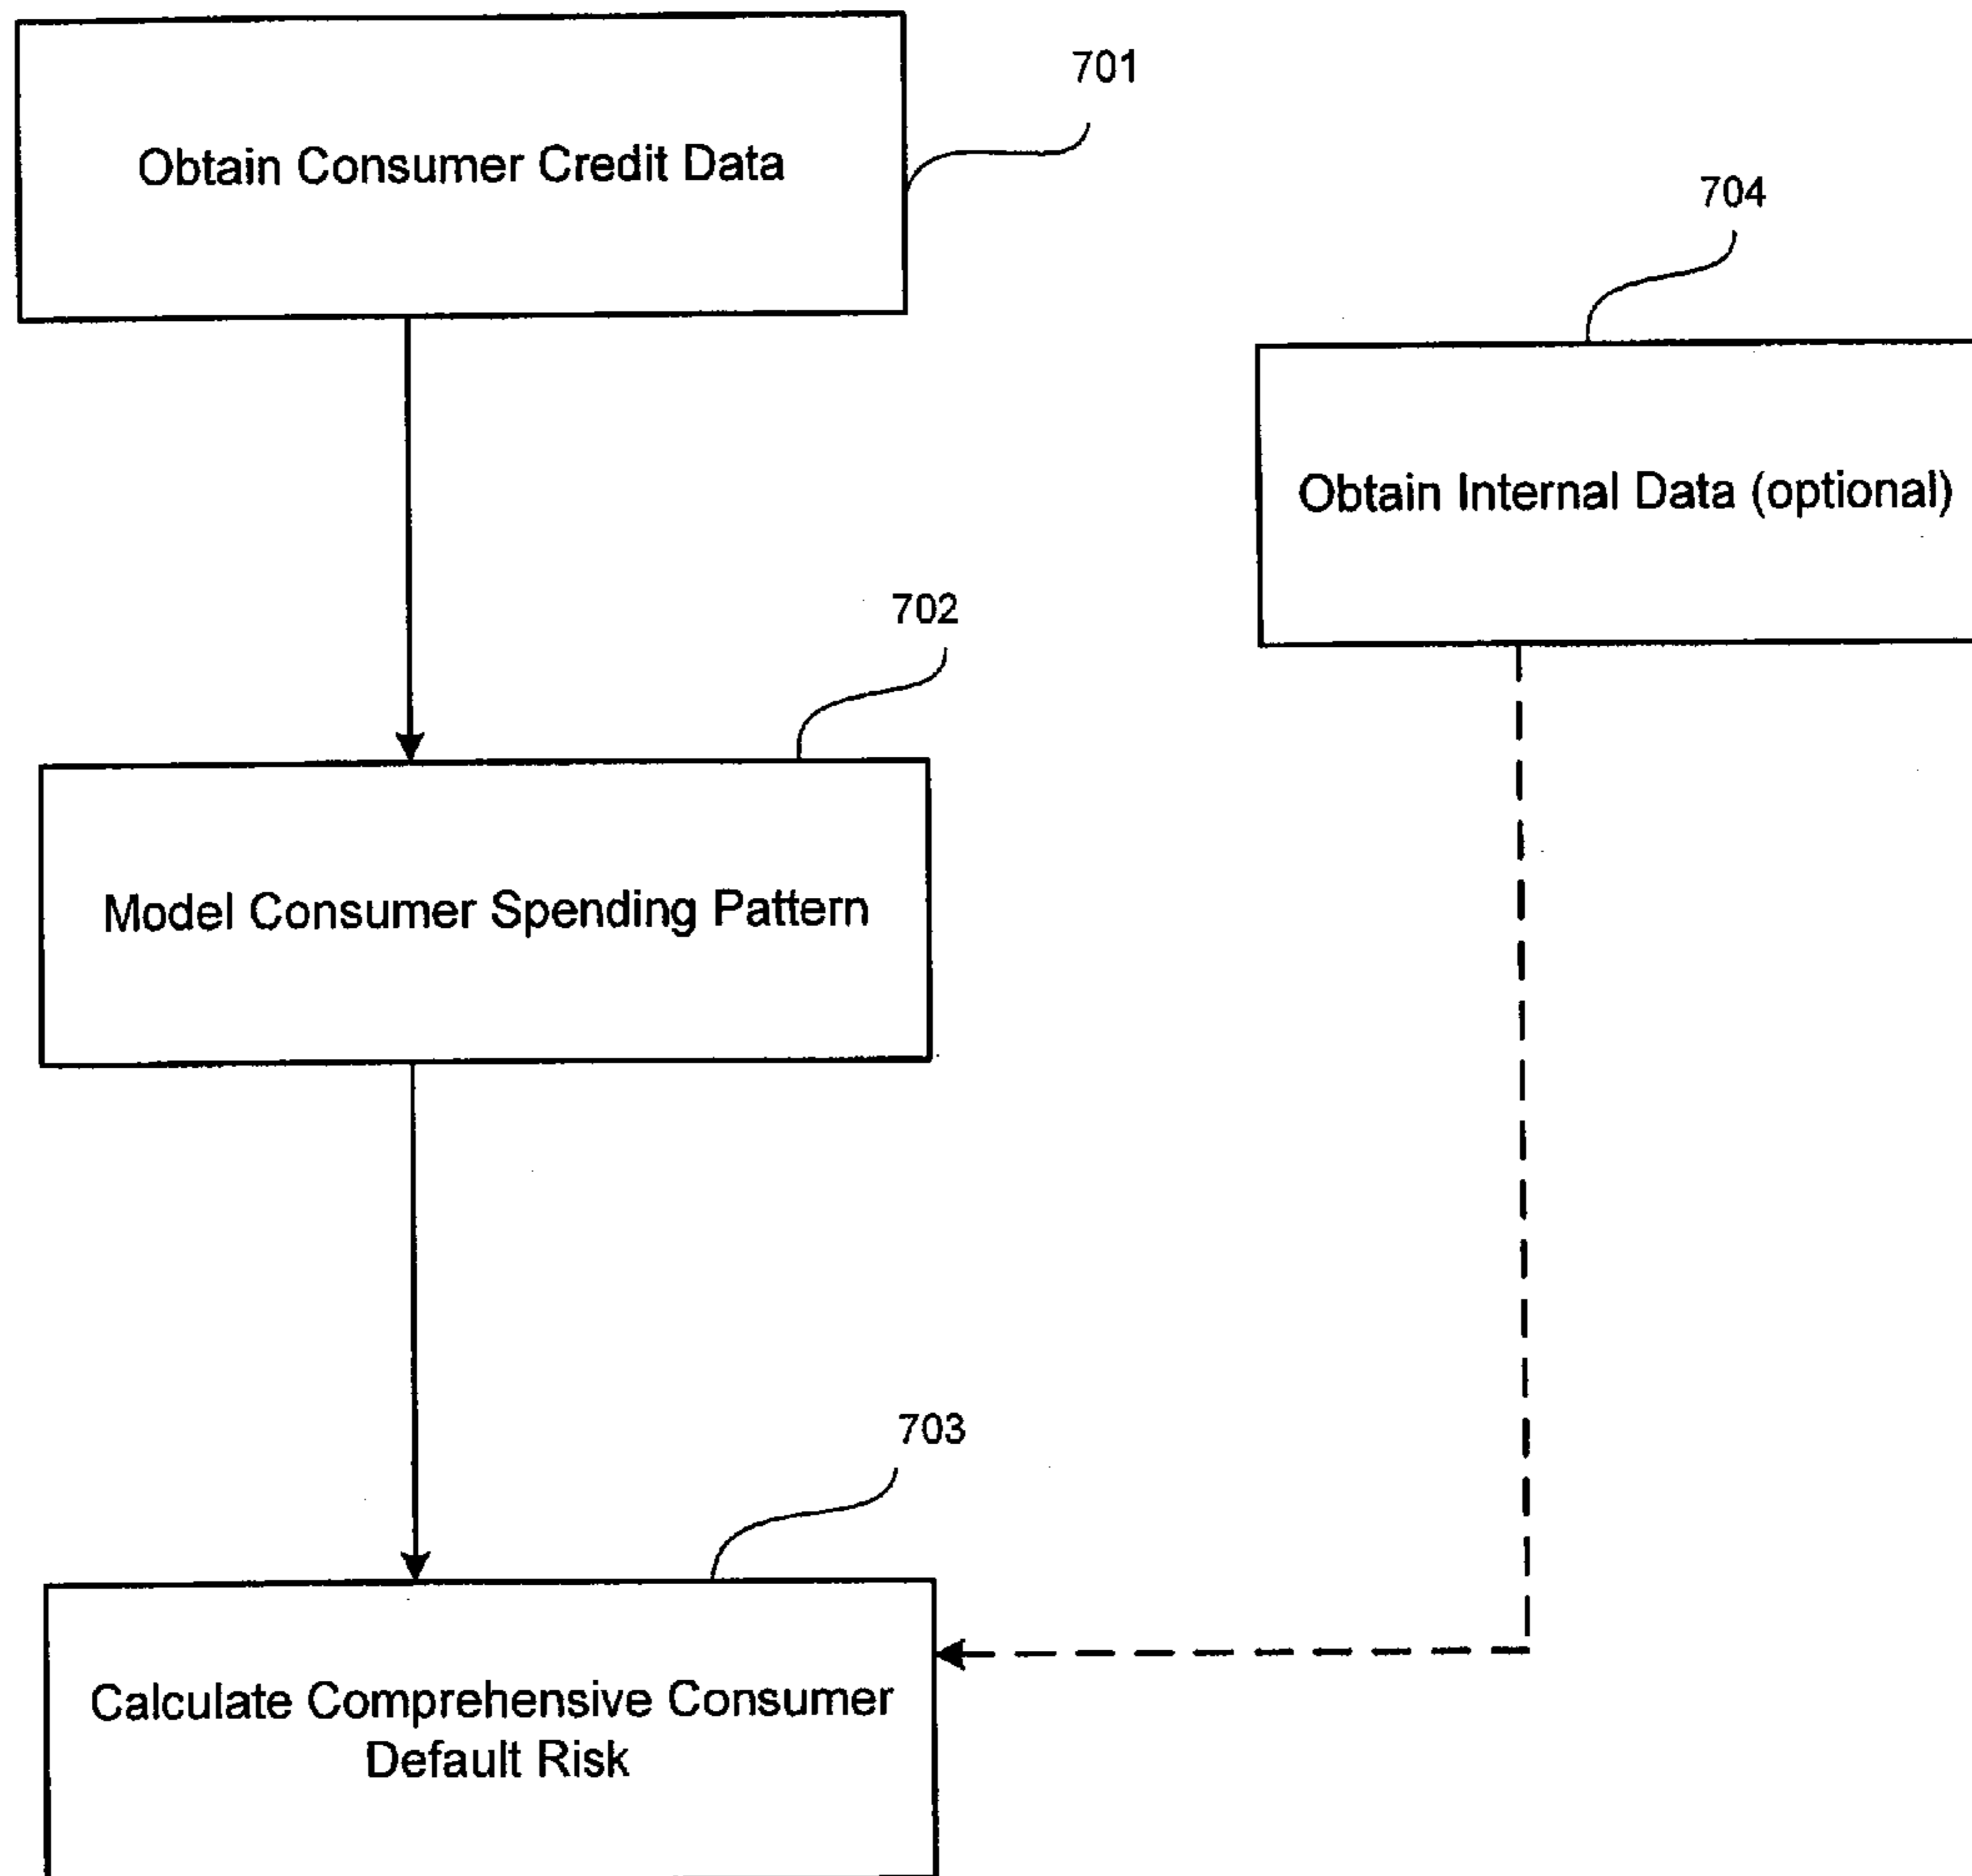 701
Obtain Consumer Credit Data
704
Obtain Internal Data (optional)
702
Model Consumer Spending Pattern
703
Calculate Comprehensive Consumer
Default Risk